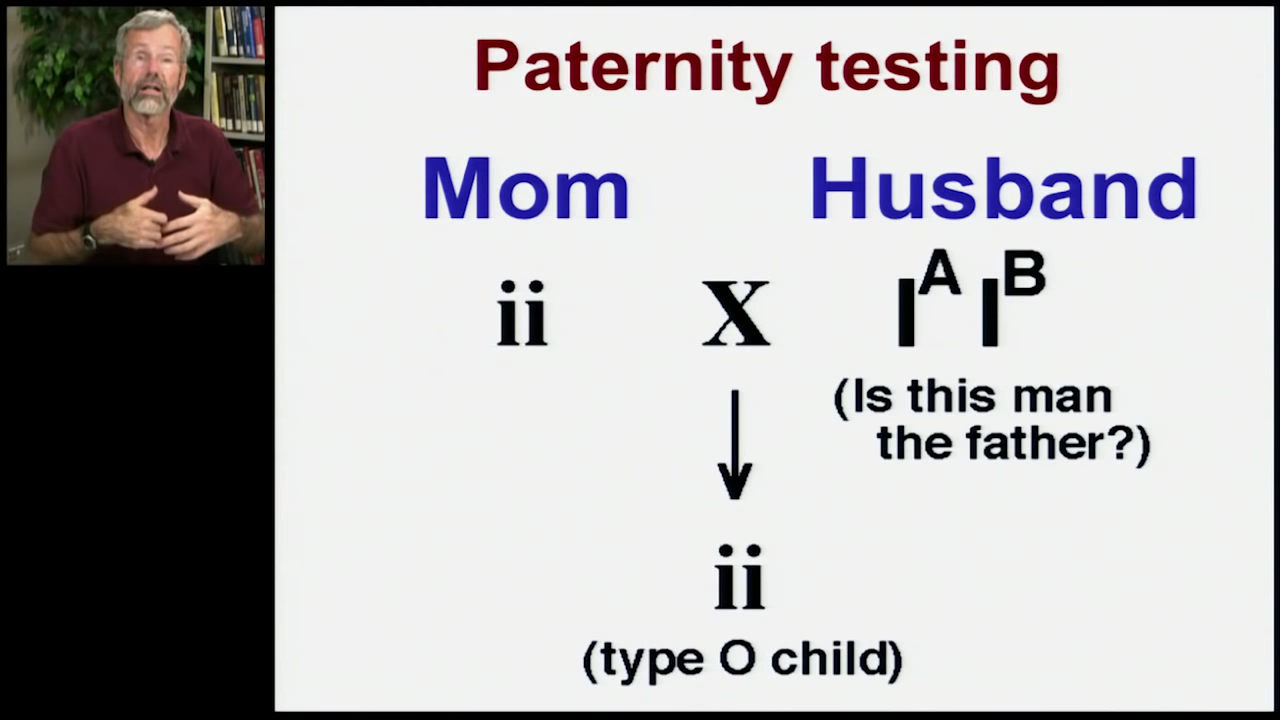 Paternity testing
Mom Husband
ii X I^A I^B
(Is this man
the father?)
ii
(type O child)